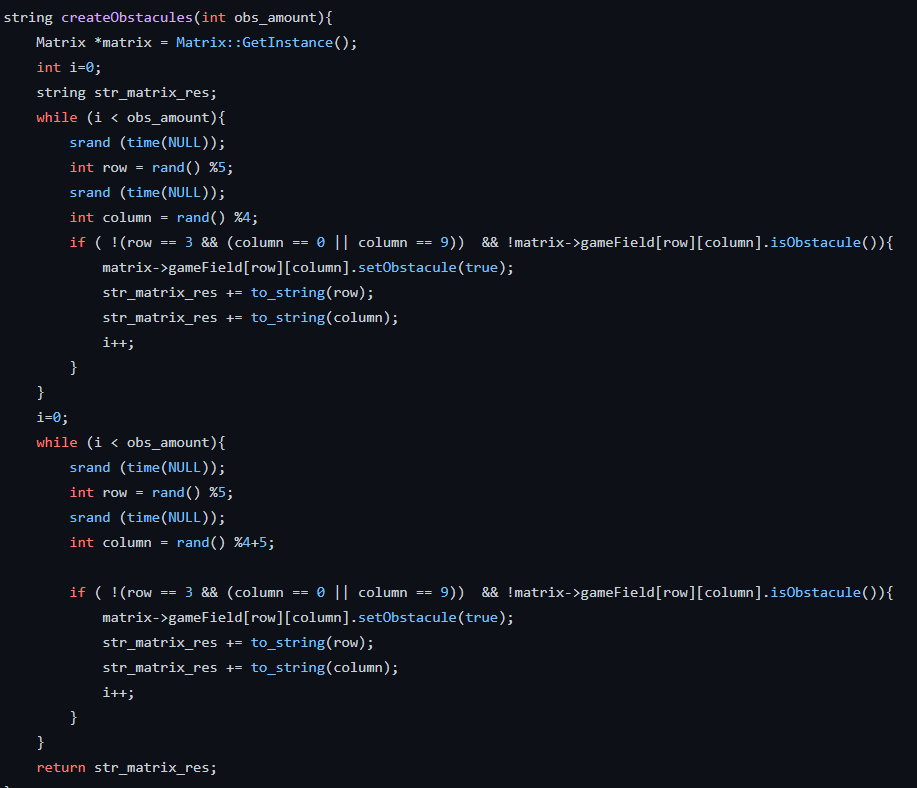 string createObstacules(int obs_amount){
    Matrix *matrix = Matrix::GetInstance();
    int i=0;
    string str_matrix_res;
    while (i < obs_amount){
        srand (time(NULL));
        int row = rand() %5;
        srand (time(NULL));
        int column = rand() %4;
        if ( !(row == 3 && (column == 0 || column == 9))  && !matrix->gameField[row][column].isObstacule()){
            matrix->gameField[row][column].setObstacule(true);
            str_matrix_res += to_string(row);
            str_matrix_res += to_string(column);
            i++;
        }
    }
    i=0;
    while (i < obs_amount){
        srand (time(NULL));
        int row = rand() %5;
        srand (time(NULL));
        int column = rand() %4+5;

        if ( !(row == 3 && (column == 0 || column == 9))  && !matrix->gameField[row][column].isObstacule()){
            matrix->gameField[row][column].setObstacule(true);
            str_matrix_res += to_string(row);
            str_matrix_res += to_string(column);
            i++;
        }
    }
    return str_matrix_res;